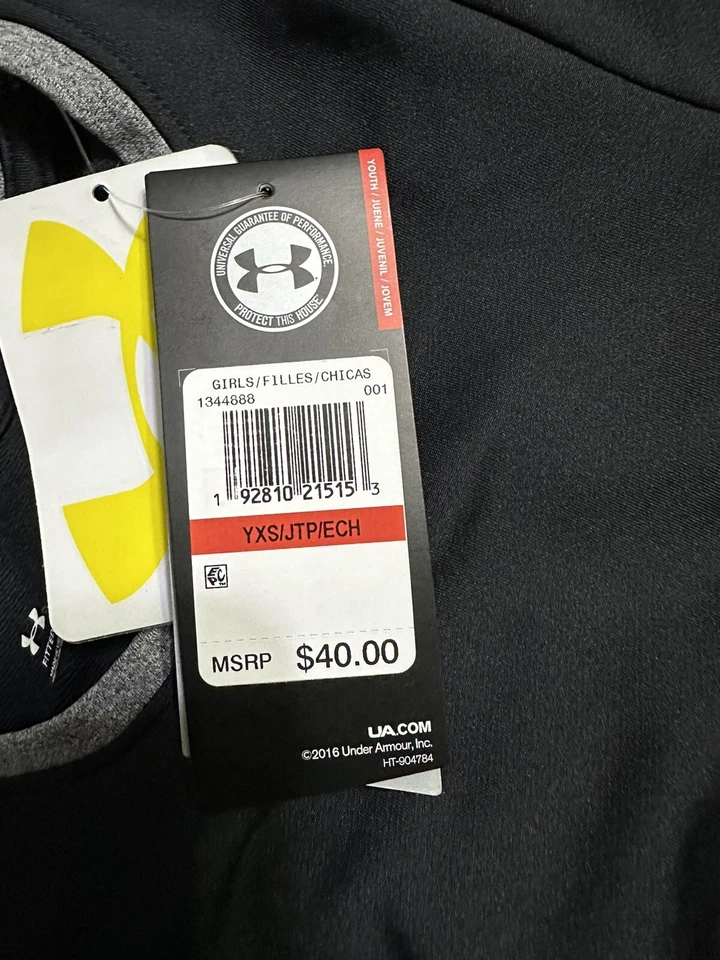 YOUTH / JUENE / JUVENIL / JOVEM
UNIVERSAL GUARANTEE OF PERFORMANCE.
PROTECT THIS HOUSE.
GIRLS/FILLES/CHICAS
1344888 001
1 92810 21515 3
YXS/JTP/ECH
EPC
MSRP $40.00
UA.COM
©2016 Under Armour, Inc.
HT-904784